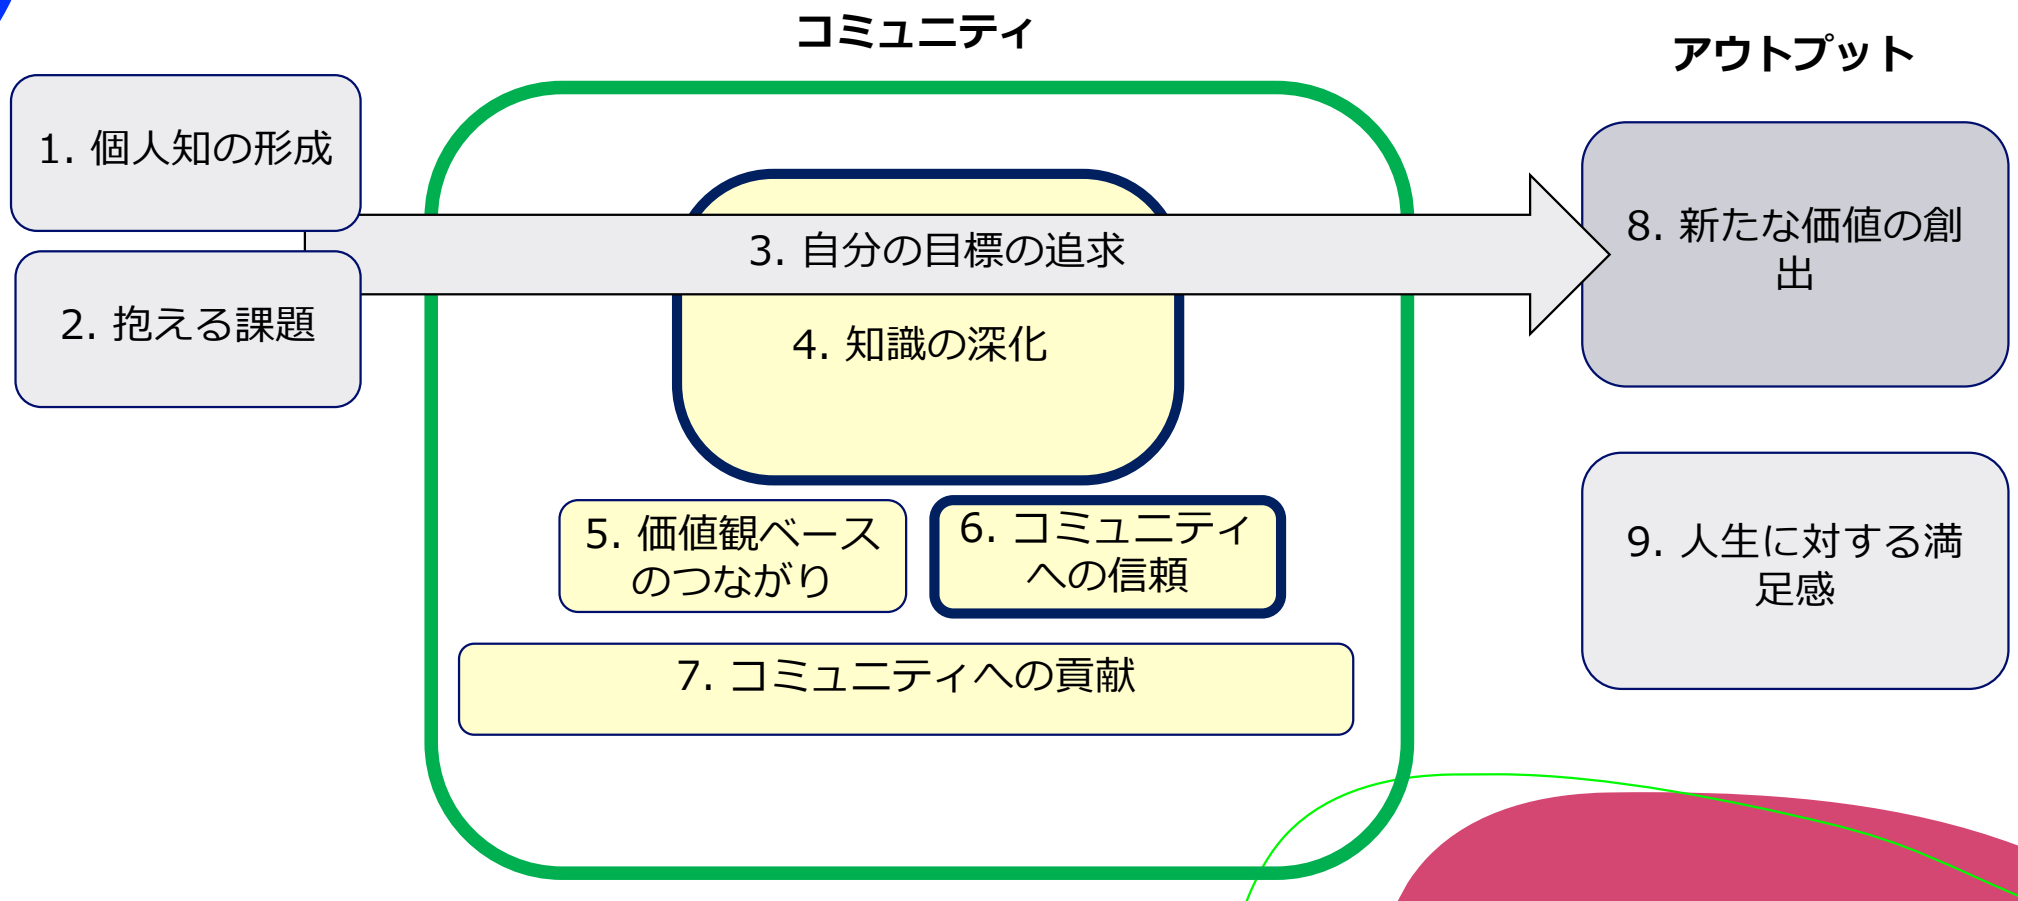 コミュニティ
アウトプット
1. 個人知の形成
2. 抱える課題
3. 自分の目標の追求
4. 知識の深化
5. 価値観ベース
のつながり
6. コミュニティ
への信頼
7. コミュニティへの貢献
8. 新たな価値の創
出
9. 人生に対する満
足感